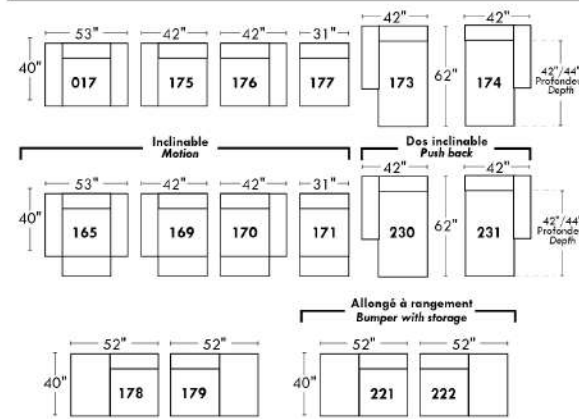 53" 42" 42" 31" 42" 42"
40" 017 175 176 177 173 62" 174 42"/44"
Profondeu
Depth
Inclinable
Motion
Dos inclinable
Push back
53" 42" 42" 31" 42" 42"
40" 165 169 170 171 230 62" 231 42"/44"
Profondeu
Depth
Allongé à rangement
Bumper with storage
52" 52" 52" 52"
40" 178 179 40" 221 222